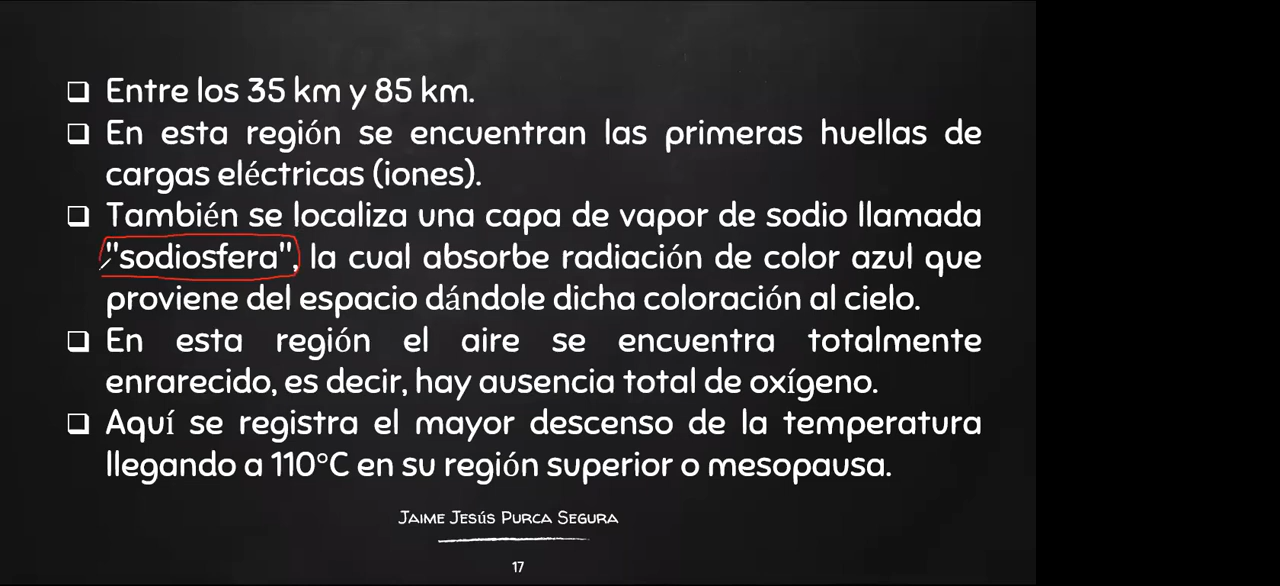 ❑ Entre los 35 km y 85 km.
❑ En esta región se encuentran las primeras huellas de
cargas eléctricas (iones).
❑ También se localiza una capa de vapor de sodio llamada
"sodiosfera", la cual absorbe radiación de color azul que
proviene del espacio dándole dicha coloración al cielo.
❑ En esta región el aire se encuentra totalmente
enrarecido, es decir, hay ausencia total de oxígeno.
❑ Aquí se registra el mayor descenso de la temperatura
llegando a 110°C en su región superior o mesopausa.
Jaime Jesús Purca Segura
17